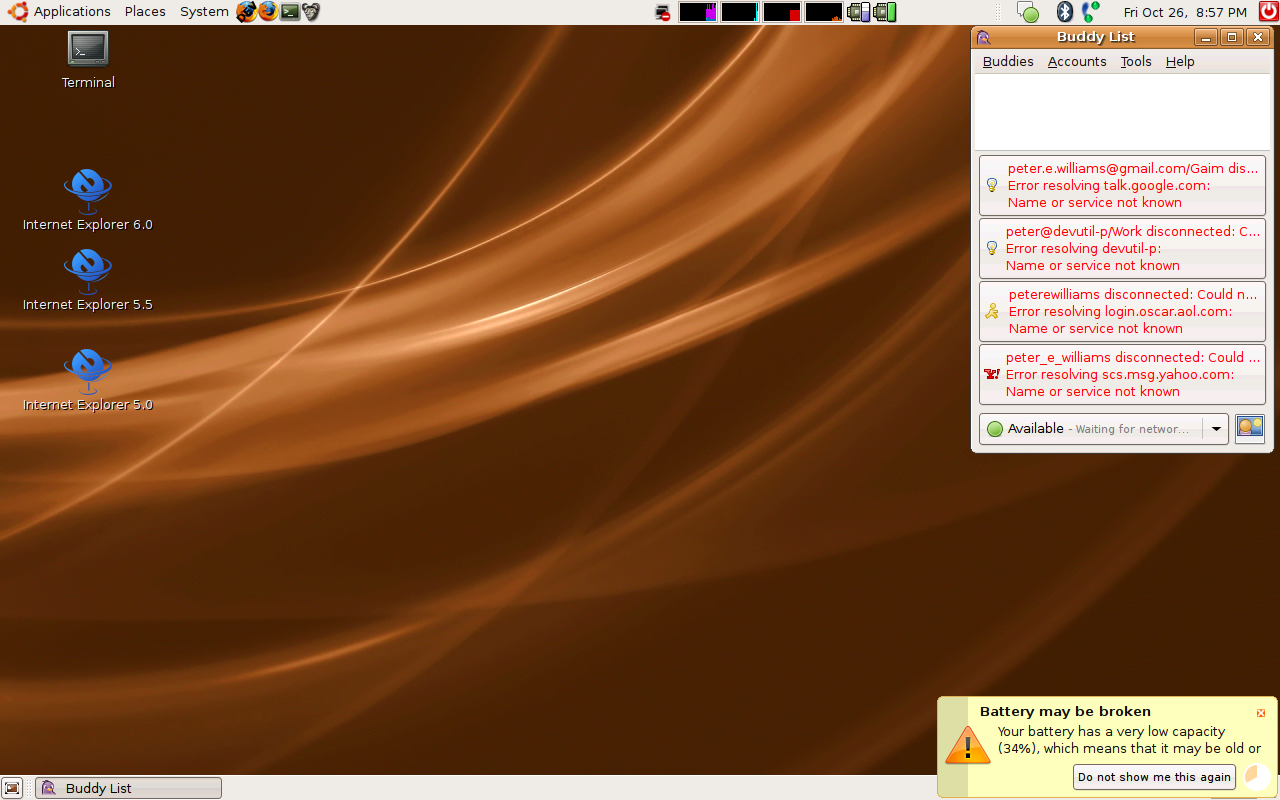 Applications Places System Fri Oct 26, 8:57 PM
Terminal
Internet Explorer 6.0
Internet Explorer 5.5
Internet Explorer 5.0
Buddy List
Buddies Accounts Tools Help
peter.e.williams@gmail.com/Gaim dis...
Error resolving talk.google.com:
Name or service not known
peter@devutil-p/Work disconnected: C...
Error resolving devutil-p:
Name or service not known
peterewilliams disconnected: Could n...
Error resolving login.oscar.aol.com:
Name or service not known
peter_e_williams disconnected: Could ...
Error resolving scs.msg.yahoo.com:
Name or service not known
Available - Waiting for networ...
Battery may be broken
Your battery has a very low capacity
(34%), which means that it may be old or
Do not show me this again
Buddy List